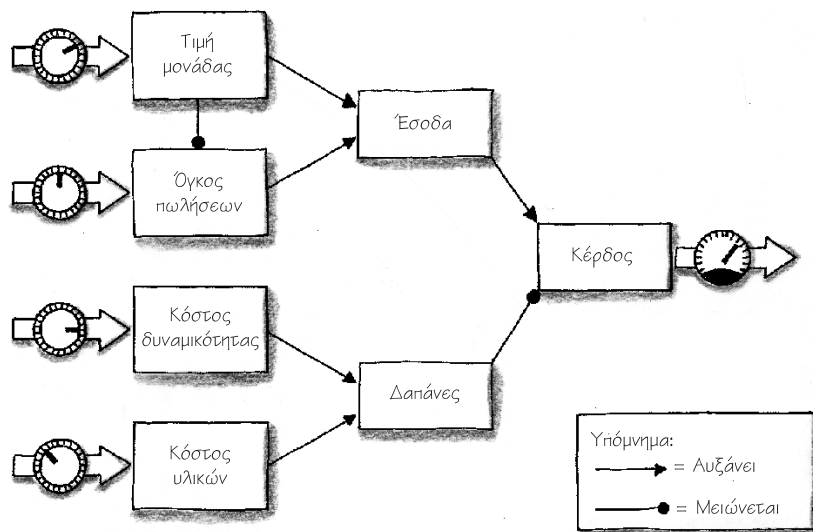 Τιμή
μονάδας
Έσοδα
Όγκος
πωλήσεων
Κέρδος
Κόστος
δυναμικότητας
Δαπάνες
Κόστος
υλικών
Υπόμνημα:
= Αυξάνει
= Μειώνεται